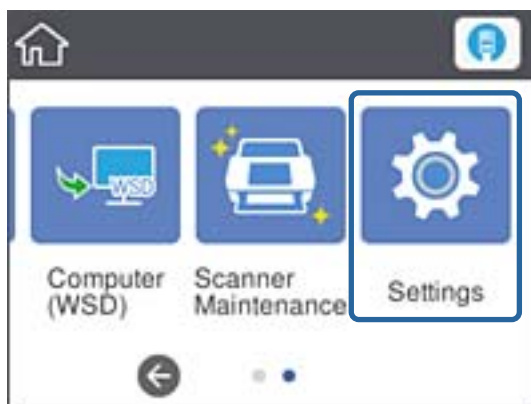 WSD
Computer
(WSD)
Scanner
Maintenance
Settings